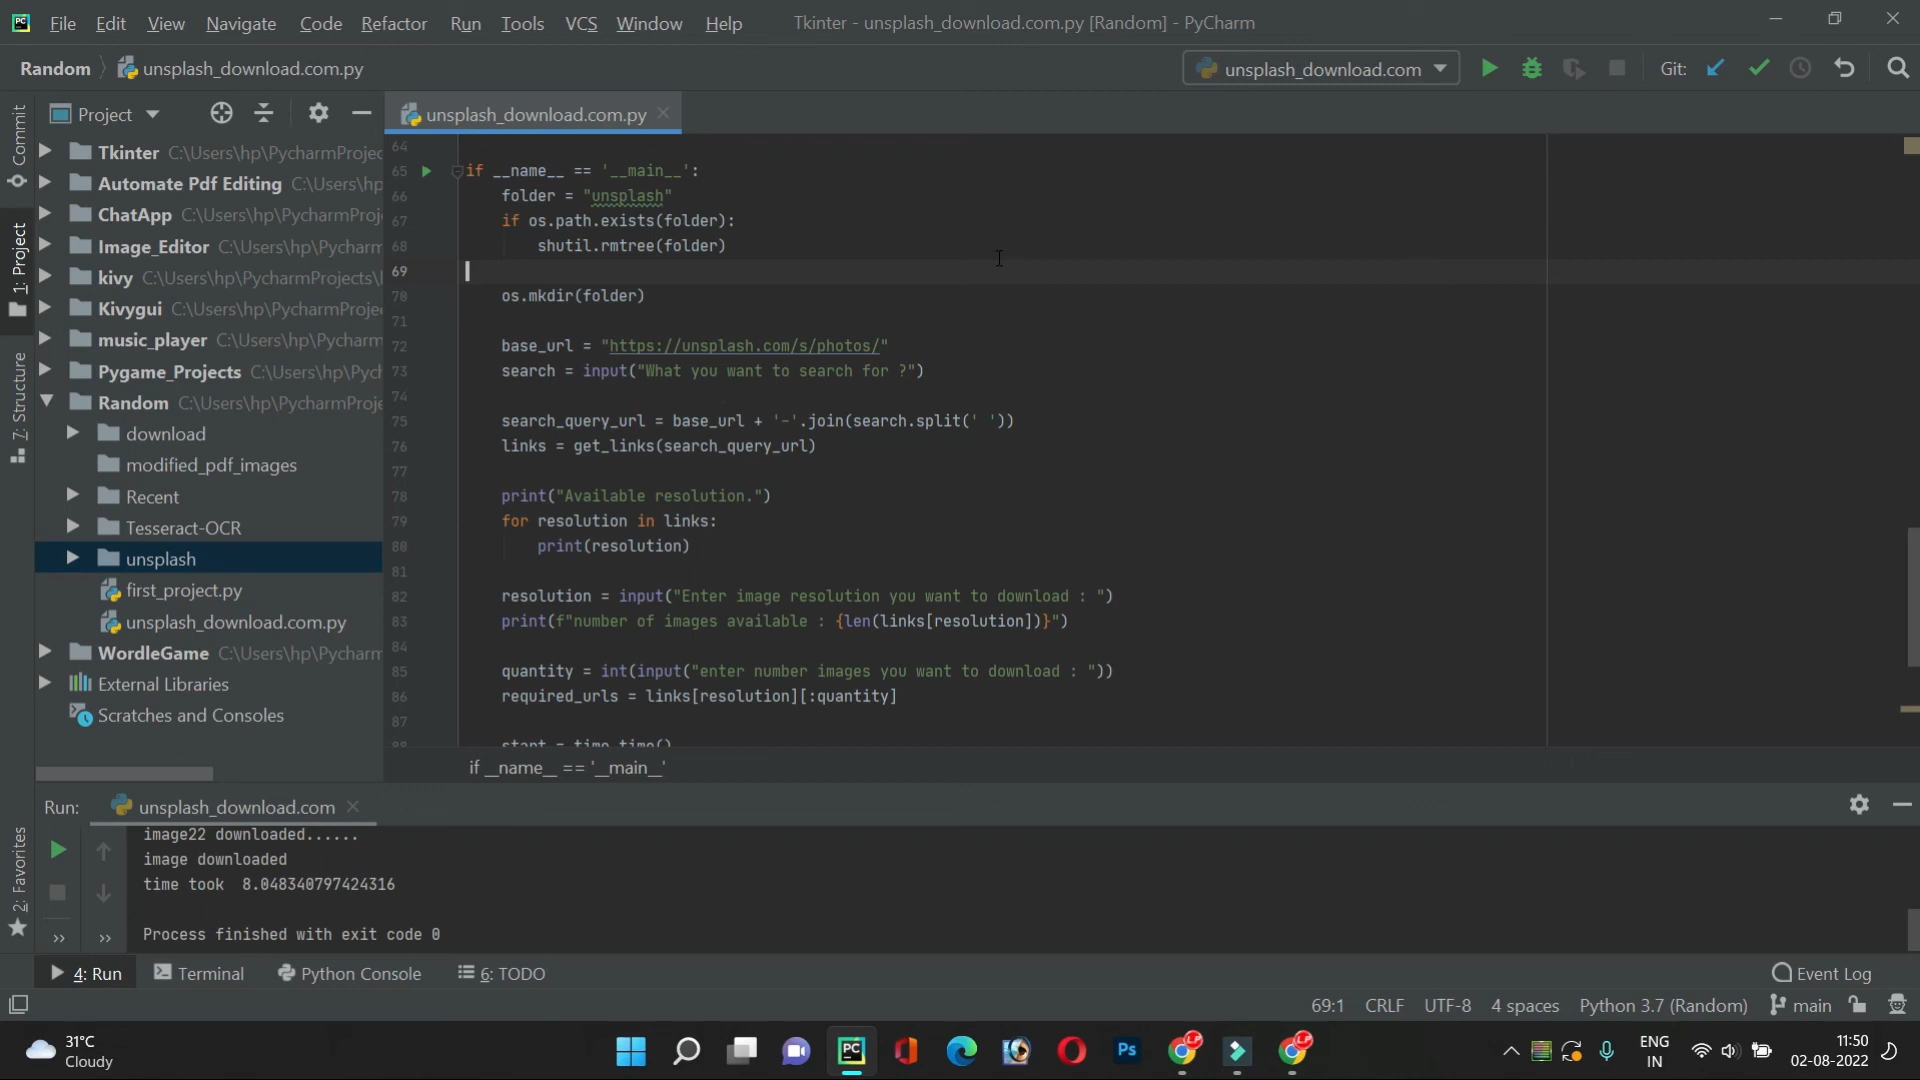 File Edit View Navigate Code Refactor Run Tools VCS Window Help Tkinter - unsplash_download.com.py [Random] - PyCharm
Random unsplash_download.com.py unsplash_download.com Git:
Project unsplash_download.com.py
Commit
1: Project
7: Structure
2: Favorites
Tkinter C:\Users\hp\PycharmProjec
Automate Pdf Editing C:\Users\h
ChatApp C:\Users\hp\PycharmProj
Image_Editor C:\Users\hp\Pycharm
kivy C:\Users\hp\PycharmProjects\
Kivygui C:\Users\hp\PycharmProj
music_player C:\Users\hp\Pycharm
Pygame_Projects C:\Users\hp\Pych
Random C:\Users\hp\PycharmProje
download
modified_pdf_images
Recent
Tesseract-OCR
unsplash
first_project.py
unsplash_download.com.py
WordleGame C:\Users\hp\Pycharm
External Libraries
Scratches and Consoles
64
65 if __name__ == '__main__':
66 folder = "unsplash"
67 if os.path.exists(folder):
68 shutil.rmtree(folder)
69
70 os.mkdir(folder)
71
72 base_url = "https://unsplash.com/s/photos/"
73 search = input("What you want to search for ?")
74
75 search_query_url = base_url + '-'.join(search.split(' '))
76 links = get_links(search_query_url)
77
78 print("Available resolution.")
79 for resolution in links:
80 print(resolution)
81
82 resolution = input("Enter image resolution you want to download : ")
83 print(f"number of images available : {len(links[resolution])}")
84
85 quantity = int(input("enter number images you want to download : "))
86 required_urls = links[resolution][:quantity]
87
88 start = time.time()
if __name__ == '__main__'
Run: unsplash_download.com
image22 downloaded......
image downloaded
time took  8.048340797424316
Process finished with exit code 0
4: Run Terminal Python Console 6: TODO Event Log
69:1 CRLF UTF-8 4 spaces Python 3.7 (Random) main
31°C
Cloudy
PC
Ps
LP
LP
ENG
IN
11:50
02-08-2022